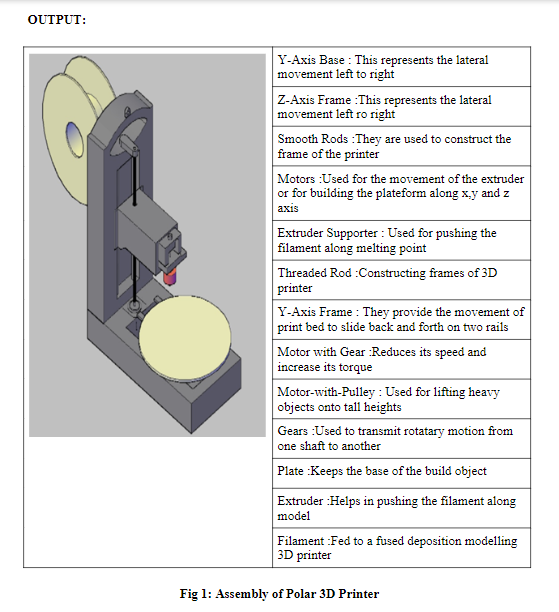 OUTPUT:
Y-Axis Base : This represents the lateral
movement left to right
Z-Axis Frame :This represents the lateral
movement left ro right
Smooth Rods :They are used to construct the
frame of the printer
Motors :Used for the movement of the extruder
or for building the plateform along x,y and z
axis
Extruder Supporter : Used for pushing the
filament along melting point
Threaded Rod :Constructing frames of 3D
printer
Y-Axis Frame : They provide the movement of
print bed to slide back and forth on two rails
Motor with Gear :Reduces its speed and
increase its torque
Motor-with-Pulley : Used for lifting heavy
objects onto tall heights
Gears :Used to transmit rotatary motion from
one shaft to another
Plate :Keeps the base of the build object
Extruder :Helps in pushing the filament along
model
Filament :Fed to a fused deposition modelling
3D printer
Fig 1: Assembly of Polar 3D Printer